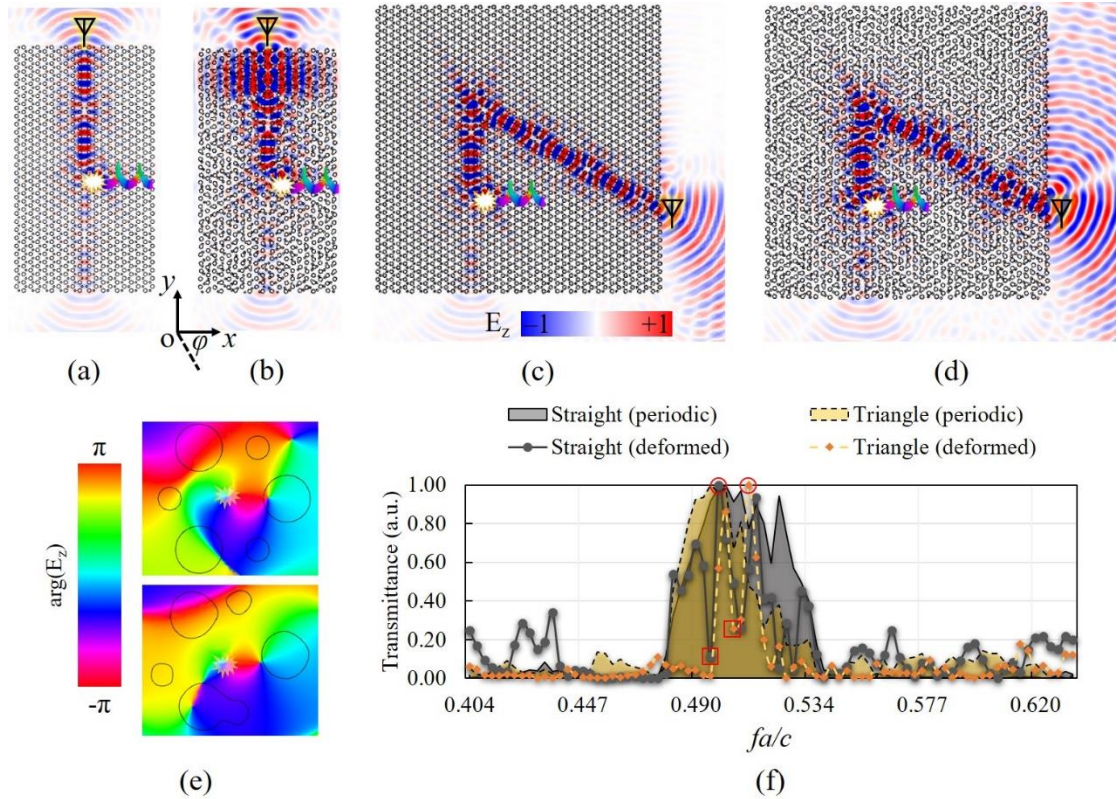 y
o
φ
x
E_z
−1
+1
(a)
(b)
(c)
(d)
π
arg(E_z)
-π
(e)
Straight (periodic)
Triangle (periodic)
Straight (deformed)
Triangle (deformed)
Transmittance (a.u.)
1.00
0.80
0.60
0.40
0.20
0.00
0.404 0.447 0.490 0.534 0.577 0.620
fa/c
(f)